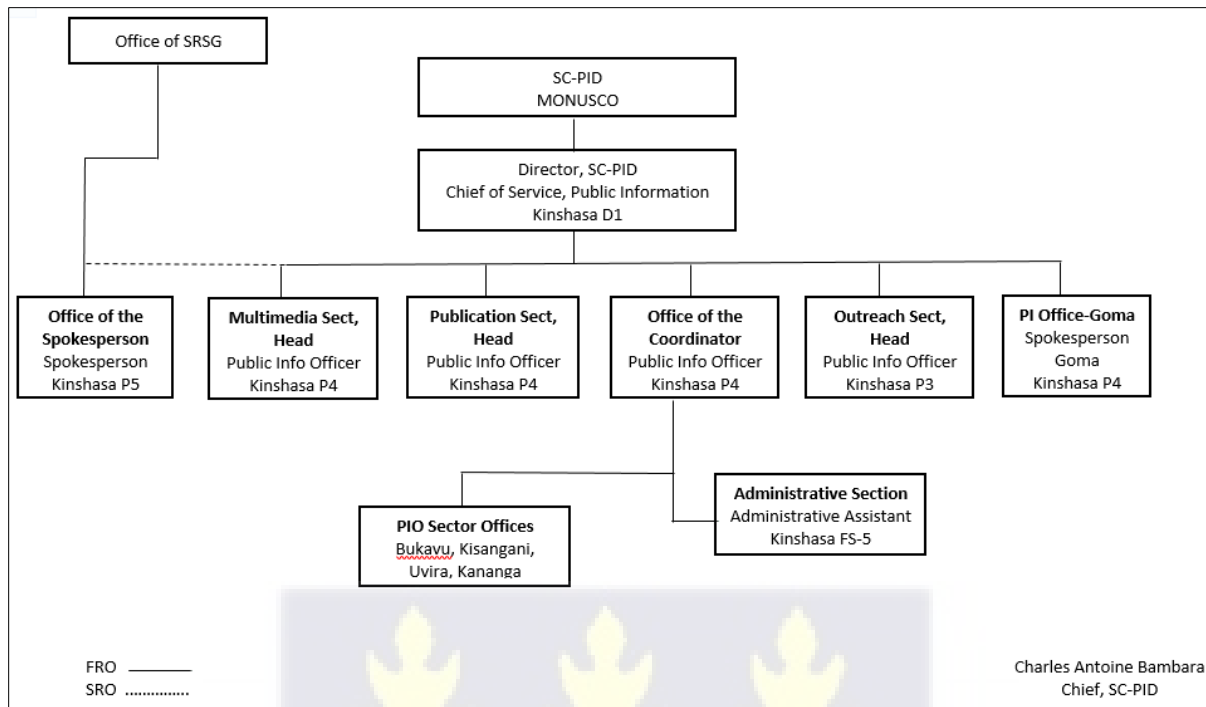 Office of SRSG
SC-PID
MONUSCO
Director, SC-PID
Chief of Service, Public Information
Kinshasa D1
Office of the
Spokesperson
Spokesperson
Kinshasa P5
Multimedia Sect,
Head
Public Info Officer
Kinshasa P4
Publication Sect,
Head
Public Info Officer
Kinshasa P4
Office of the
Coordinator
Public Info Officer
Kinshasa P4
Outreach Sect,
Head
Public Info Officer
Kinshasa P3
PI Office-Goma
Spokesperson
Goma
Kinshasa P4
PIO Sector Offices
Bukavu, Kisangani,
Uvira, Kananga
Administrative Section
Administrative Assistant
Kinshasa FS-5
FRO
SRO
Charles Antoine Bambara
Chief, SC-PID